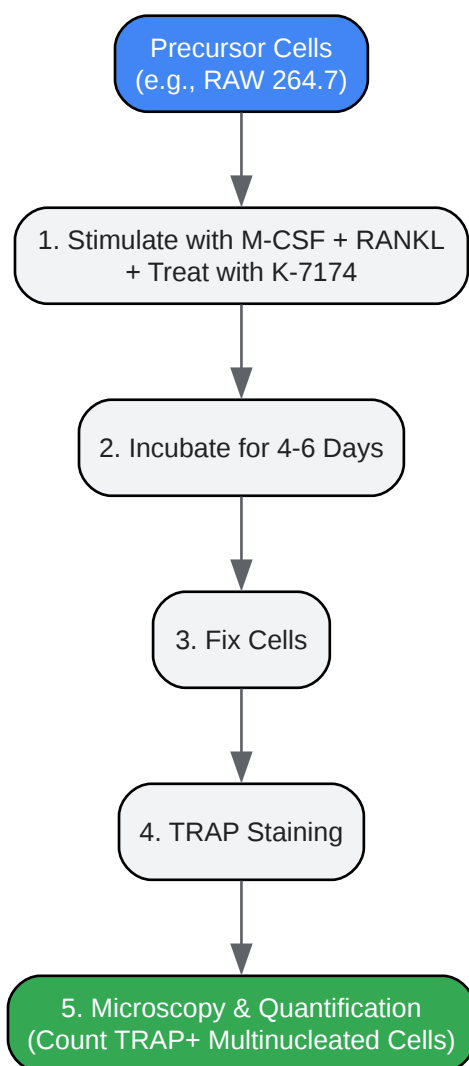 Precursor Cells
(e.g., RAW 264.7)
1. Stimulate with M-CSF + RANKL
+ Treat with K-7174
2. Incubate for 4-6 Days
3. Fix Cells
4. TRAP Staining
5. Microscopy & Quantification
(Count TRAP+ Multinucleated Cells)